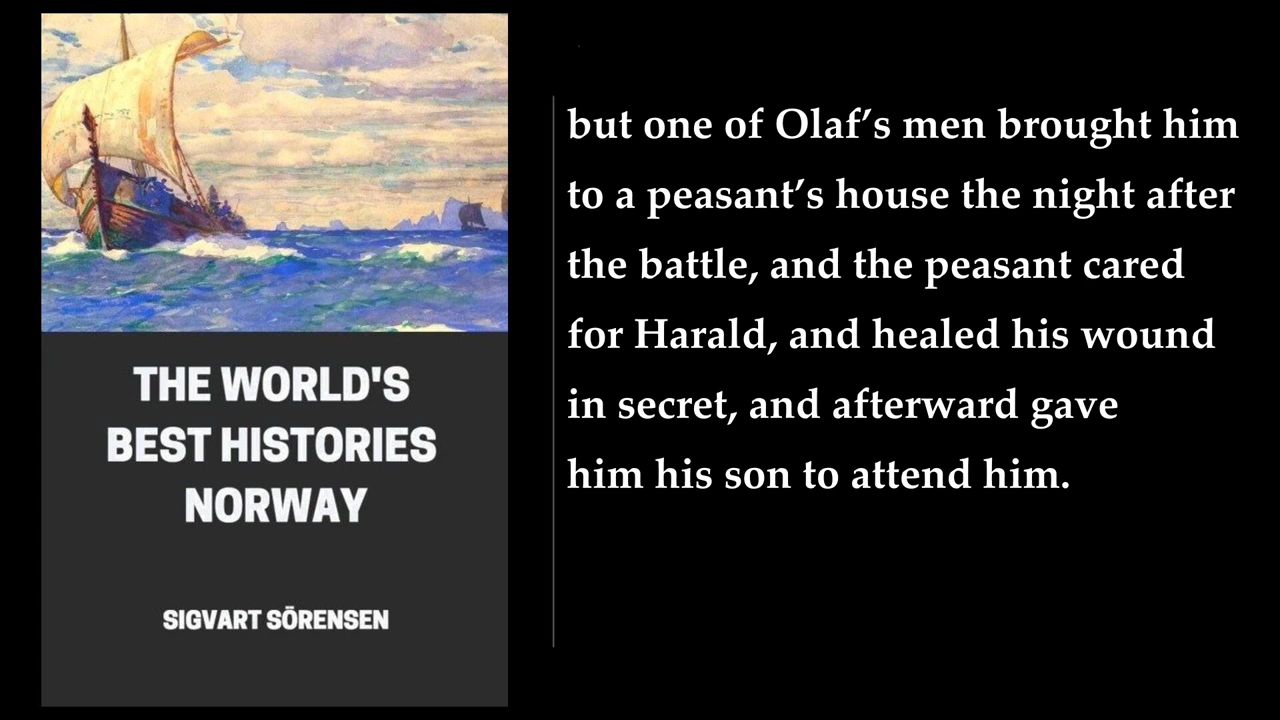 THE WORLD'S
BEST HISTORIES
NORWAY
SIGVART SÖRENSEN
but one of Olaf’s men brought him
to a peasant’s house the night after
the battle, and the peasant cared
for Harald, and healed his wound
in secret, and afterward gave
him his son to attend him.